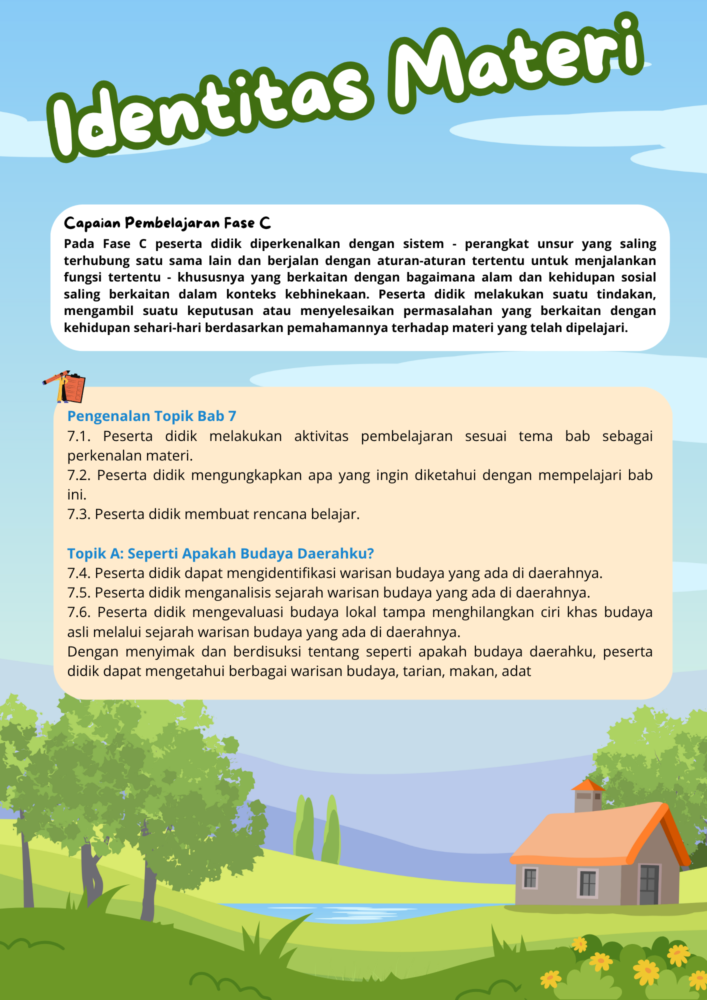 Identitas Materi
Capaian Pembelajaran Fase C
Pada Fase C peserta didik diperkenalkan dengan sistem - perangkat unsur yang saling
terhubung satu sama lain dan berjalan dengan aturan-aturan tertentu untuk menjalankan
fungsi tertentu - khususnya yang berkaitan dengan bagaimana alam dan kehidupan sosial
saling berkaitan dalam konteks kebhinekaan. Peserta didik melakukan suatu tindakan,
mengambil suatu keputusan atau menyelesaikan permasalahan yang berkaitan dengan
kehidupan sehari-hari berdasarkan pemahamannya terhadap materi yang telah dipelajari.
Pengenalan Topik Bab 7
7.1. Peserta didik melakukan aktivitas pembelajaran sesuai tema bab sebagai
perkenalan materi.
7.2. Peserta didik mengungkapkan apa yang ingin diketahui dengan mempelajari bab
ini.
7.3. Peserta didik membuat rencana belajar.
Topik A: Seperti Apakah Budaya Daerahku?
7.4. Peserta didik dapat mengidentifikasi warisan budaya yang ada di daerahnya.
7.5. Peserta didik menganalisis sejarah warisan budaya yang ada di daerahnya.
7.6. Peserta didik mengevaluasi budaya lokal tampa menghilangkan ciri khas budaya
asli melalui sejarah warisan budaya yang ada di daerahnya.
Dengan menyimak dan berdisuksi tentang seperti apakah budaya daerahku, peserta
didik dapat mengetahui berbagai warisan budaya, tarian, makan, adat